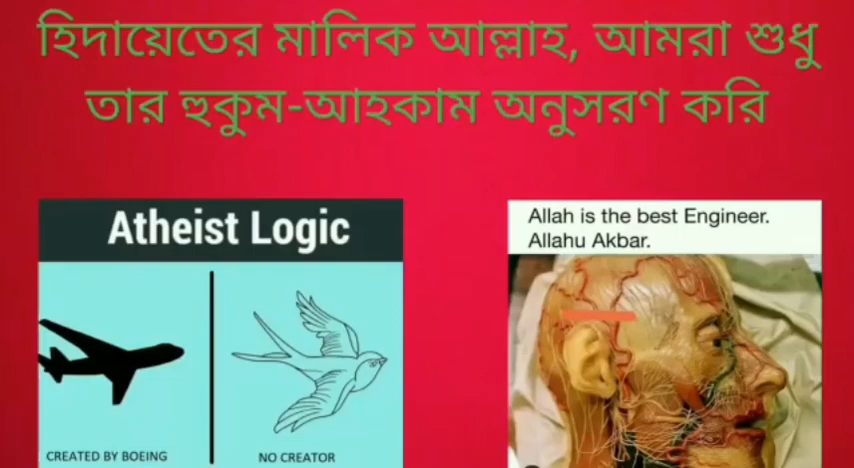 হিদায়েতের মালিক আল্লাহ, আমরা শুধু
তার হুকুম-আহকাম অনুসরণ করি
Atheist Logic
CREATED BY BOEING
NO CREATOR
Allah is the best Engineer.
Allahu Akbar.